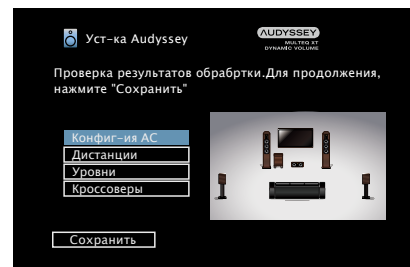 Уст-ка Audyssey
AUDYSSEY
MULTEQ XT
DYNAMIC VOLUME
Проверка результатов обрабртки.Для продолжения,
нажмите "Сохранить"
Конфиг-ия АС
Дистанции
Уровни
Кроссоверы
Сохранить